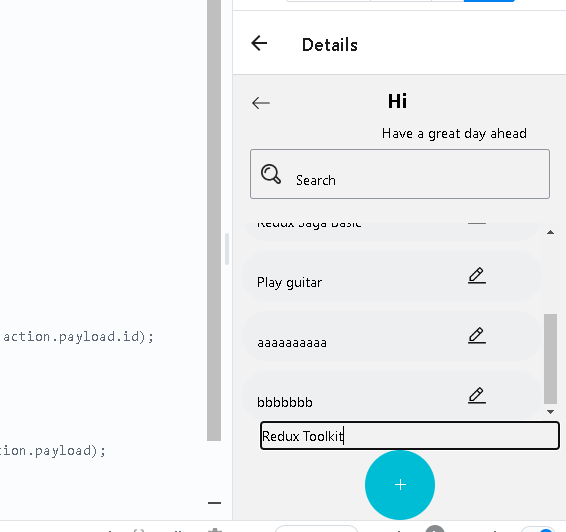 Details
Hi
Have a great day ahead
Search
Redux Saga Basic
Play guitar
aaaaaaaaaa
bbbbbbb
Redux Toolkit
+
action.payload.id);
tion.payload);